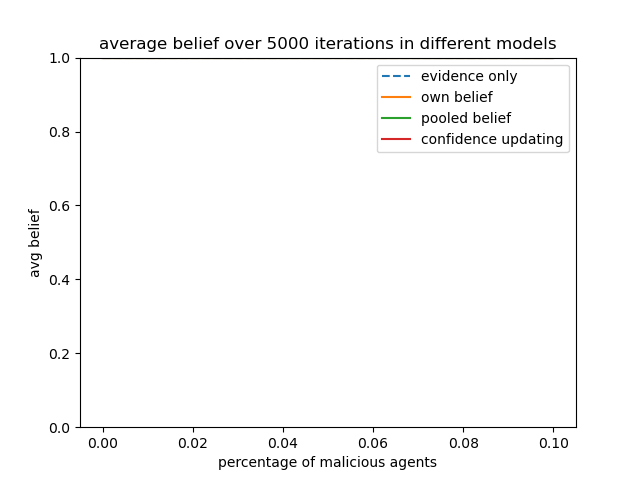 average belief over 5000 iterations in different models
1.0
0.8
0.6
0.4
0.2
0.0
avg belief
evidence only
own belief
pooled belief
confidence updating
0.00 0.02 0.04 0.06 0.08 0.10
percentage of malicious agents